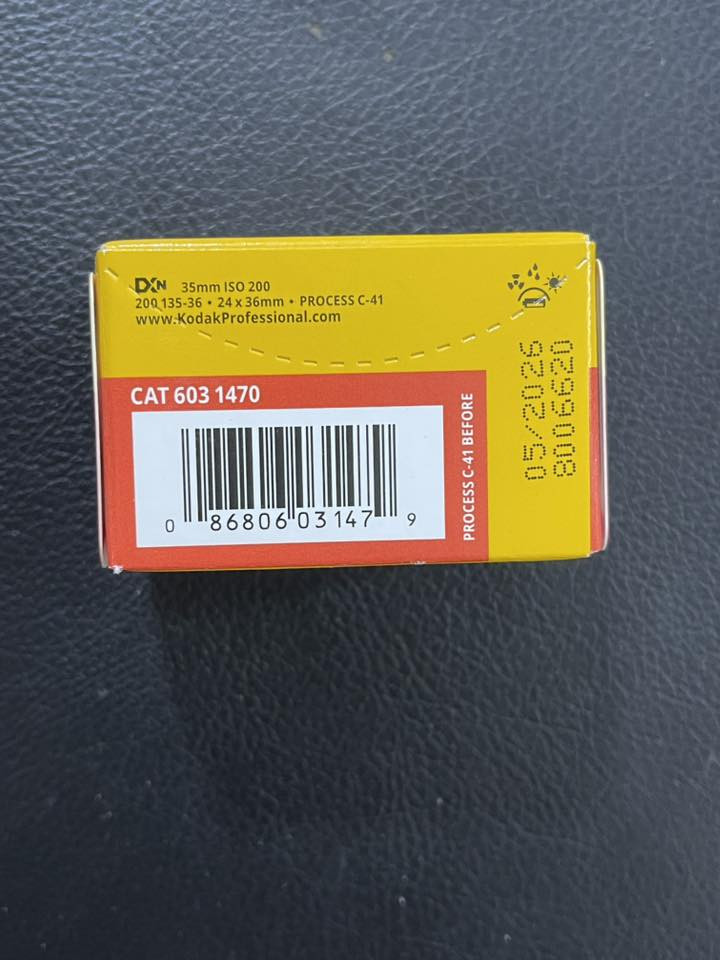 DXN 35mm ISO 200
200 135-36 • 24 x 36mm • PROCESS C-41
www.KodakProfessional.com
CAT 603 1470
0 86806 03147 9
PROCESS C-41 BEFORE
05/2026
8006620